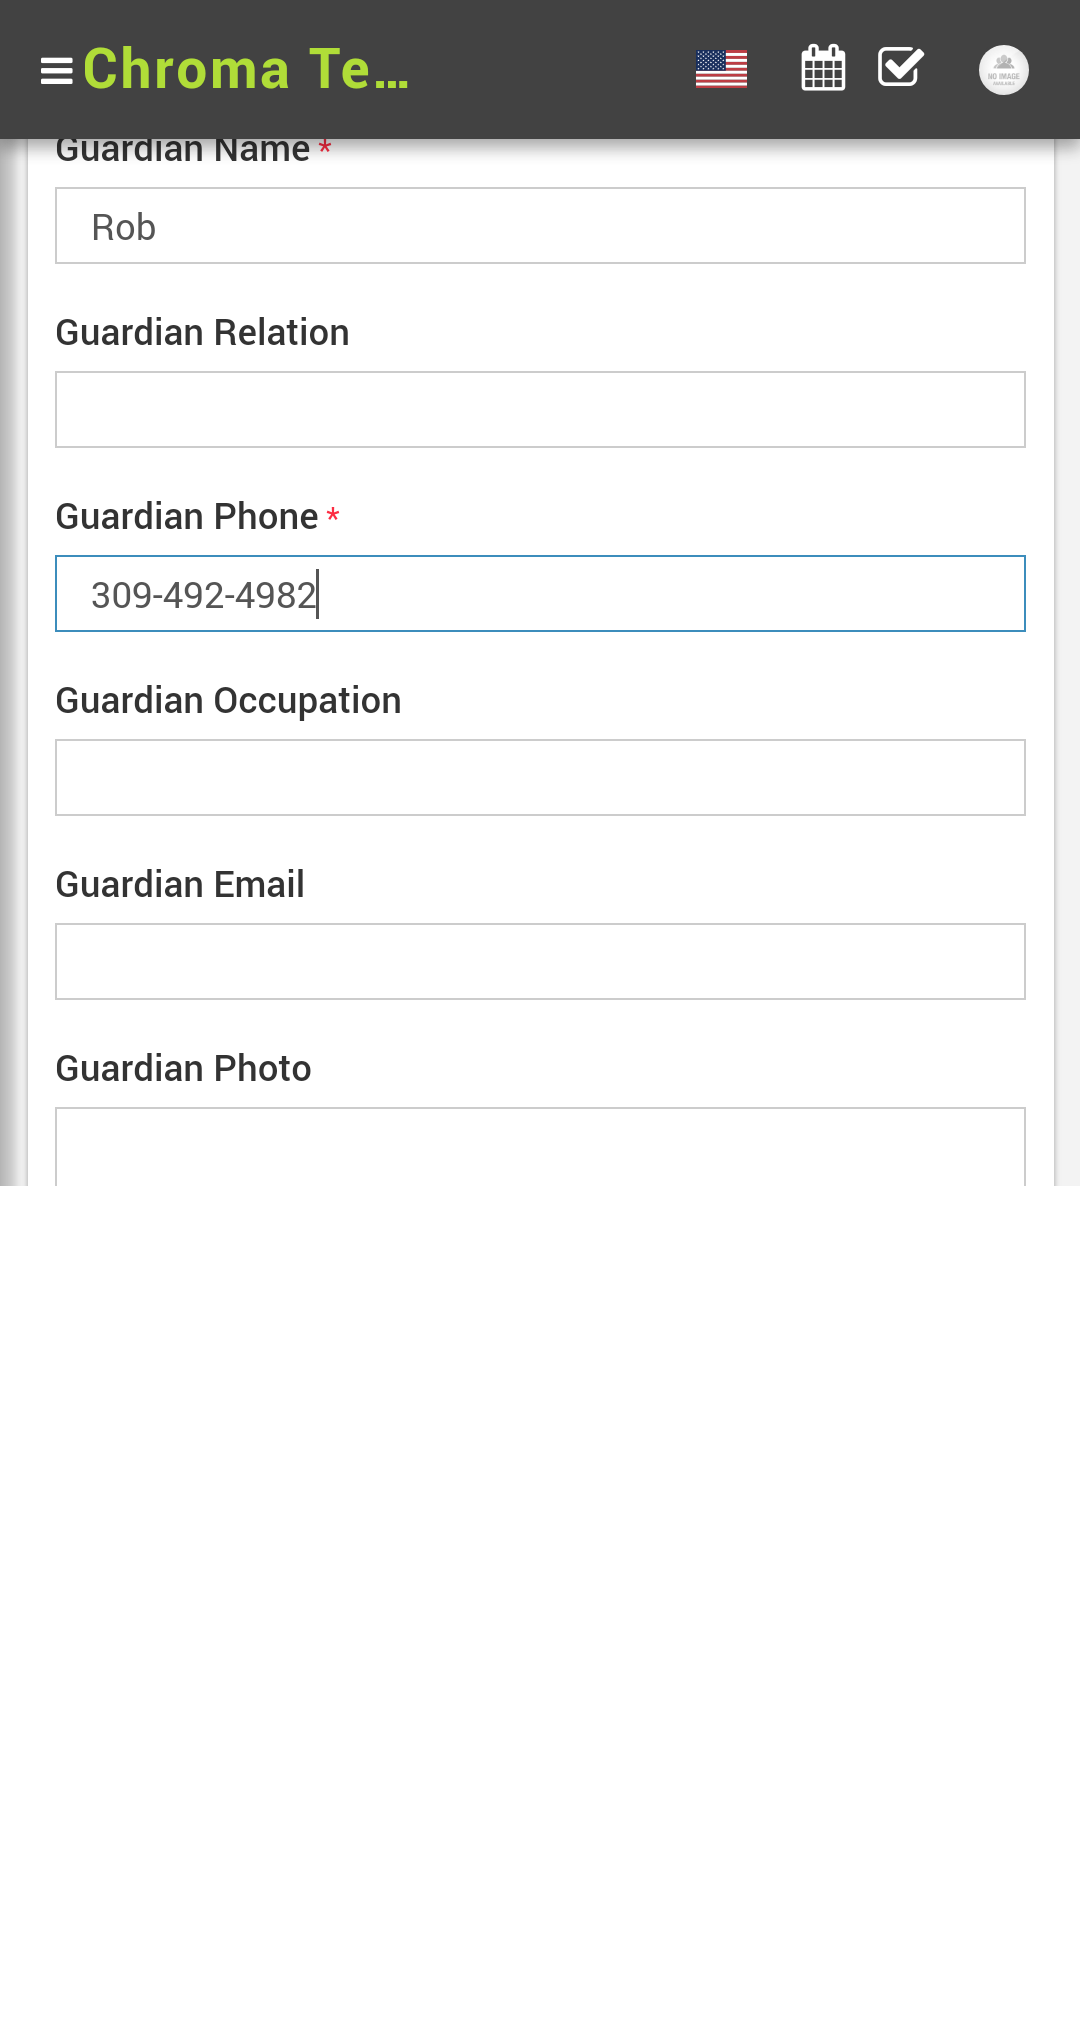 Chroma Te...
NO IMAGE
AVAILABLE
Guardian Name *
Rob
Guardian Relation
Guardian Phone *
309-492-4982
Guardian Occupation
Guardian Email
Guardian Photo